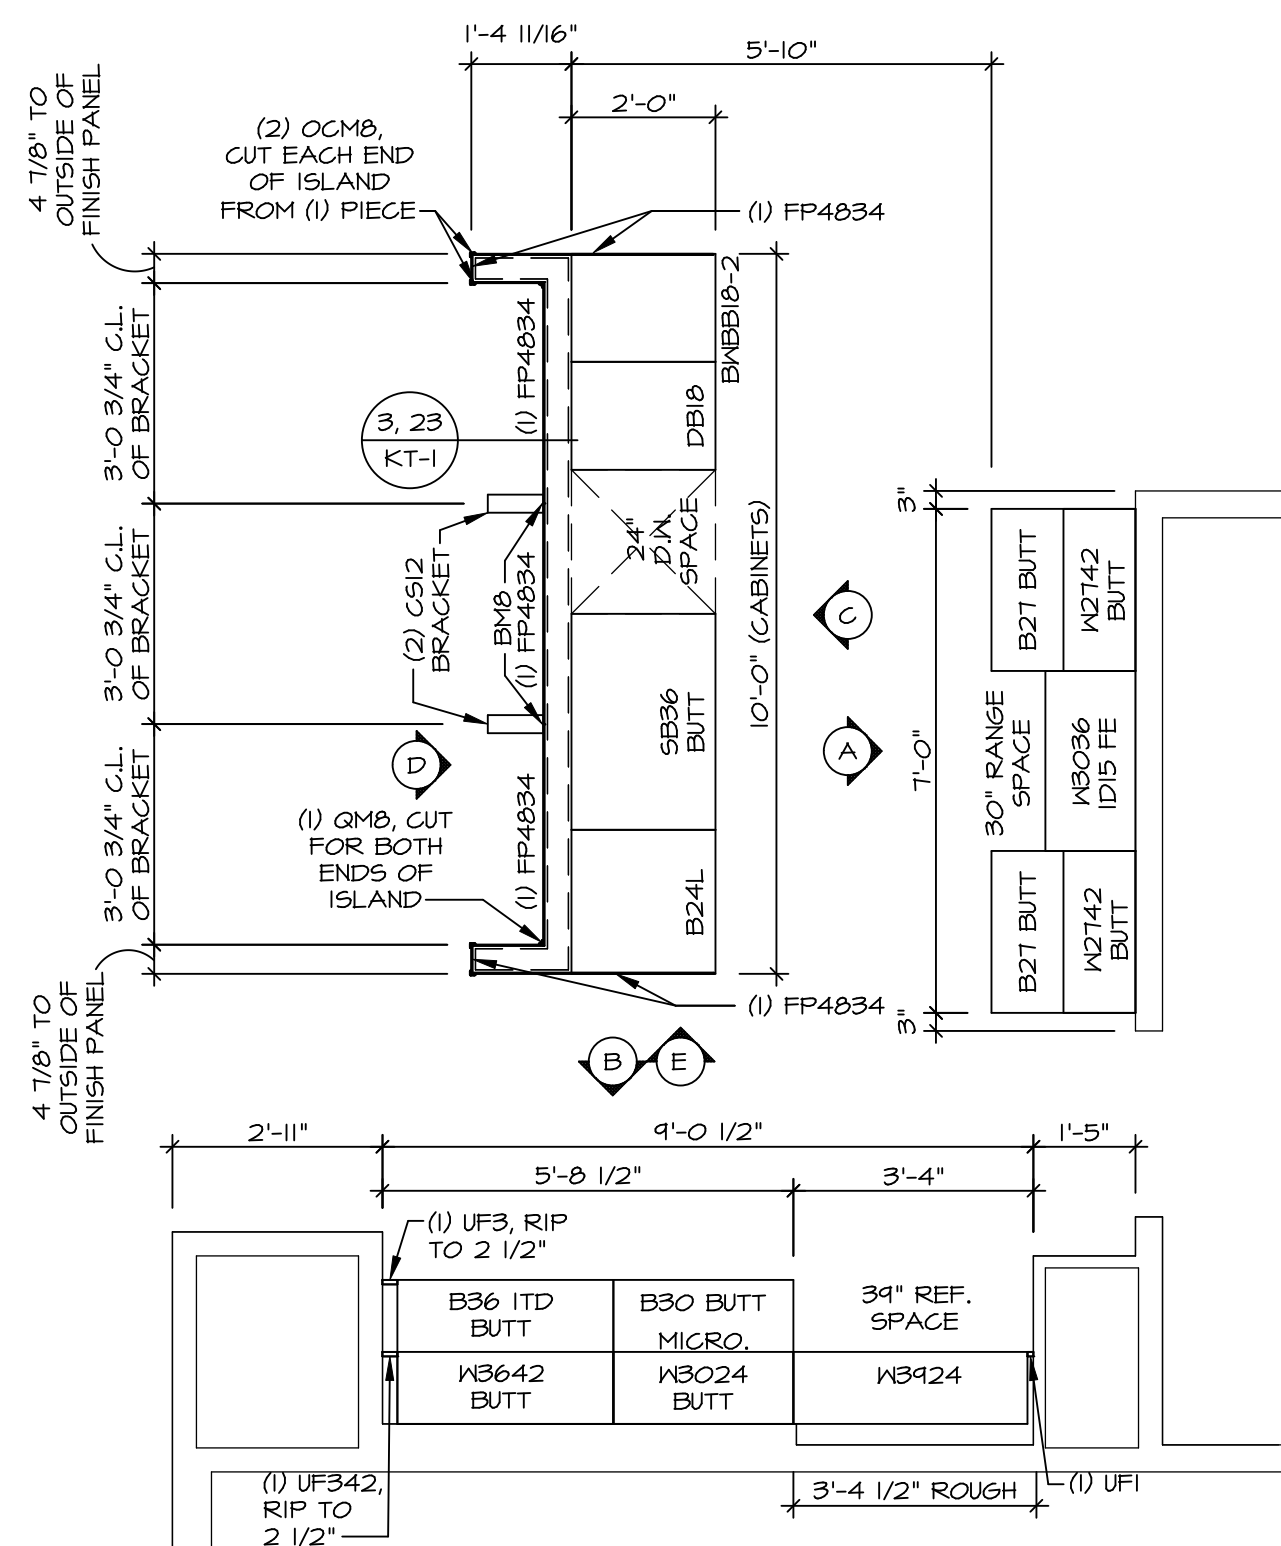 1'-4 11/16"
5'-10"
2'-0"
4 7/8" TO
OUTSIDE OF
FINISH PANEL
(2) OCM8,
CUT EACH END
OF ISLAND
FROM (1) PIECE
(1) FP4834
BWBB18-2
3'-0 3/4" C.L.
OF BRACKET
(1) FP4834
DB18
3, 23
KT-1
3'-0 3/4" C.L.
OF BRACKET
(2) CS12
BRACKET
BM8
(1) FP4834
24"
D.W.
SPACE
10'-0" (CABINETS)
SB36
BUTT
3'-0 3/4" C.L.
OF BRACKET
D
(1) QM8, CUT
FOR BOTH
ENDS OF
ISLAND
(1) FP4834
B24L
(1) FP4834
4 7/8" TO
OUTSIDE OF
FINISH PANEL
C
A
B
E
3"
7'-0"
3"
B27 BUTT
W2742
BUTT
30" RANGE
SPACE
W3036
1D15 FE
B27 BUTT
W2742
BUTT
2'-11"
9'-0 1/2"
1'-5"
5'-8 1/2"
3'-4"
(1) UF3, RIP
TO 2 1/2"
B36 1TD
BUTT
B30 BUTT
MICRO.
39" REF.
SPACE
W3642
BUTT
W3024
BUTT
W3924
(1) UF342,
RIP TO
2 1/2"
3'-4 1/2" ROUGH
(1) UF1